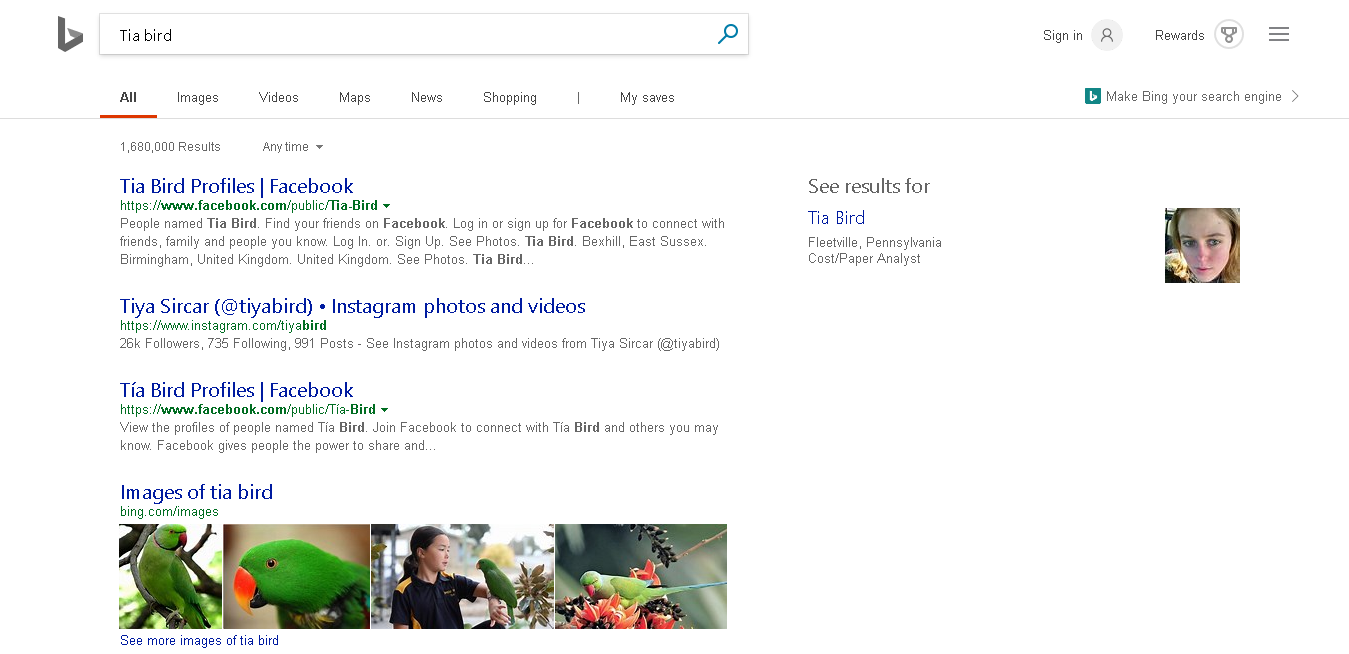 Tia bird
Sign in
Rewards
All
Images
Videos
Maps
News
Shopping
|
My saves
Make Bing your search engine
1,680,000 Results
Any time
Tia Bird Profiles | Facebook
https://www.facebook.com/public/Tia-Bird
People named Tia Bird. Find your friends on Facebook. Log in or sign up for Facebook to connect with
friends, family and people you know. Log In. or. Sign Up. See Photos. Tia Bird. Bexhill, East Sussex.
Birmingham, United Kingdom. United Kingdom. See Photos. Tia Bird...
Tiya Sircar (@tiyabird) • Instagram photos and videos
https://www.instagram.com/tiyabird
26k Followers, 735 Following, 991 Posts - See Instagram photos and videos from Tiya Sircar (@tiyabird)
Tía Bird Profiles | Facebook
https://www.facebook.com/public/Tía-Bird
View the profiles of people named Tía Bird. Join Facebook to connect with Tía Bird and others you may
know. Facebook gives people the power to share and...
Images of tia bird
bing.com/images
See more images of tia bird
See results for
Tia Bird
Fleetville, Pennsylvania
Cost/Paper Analyst